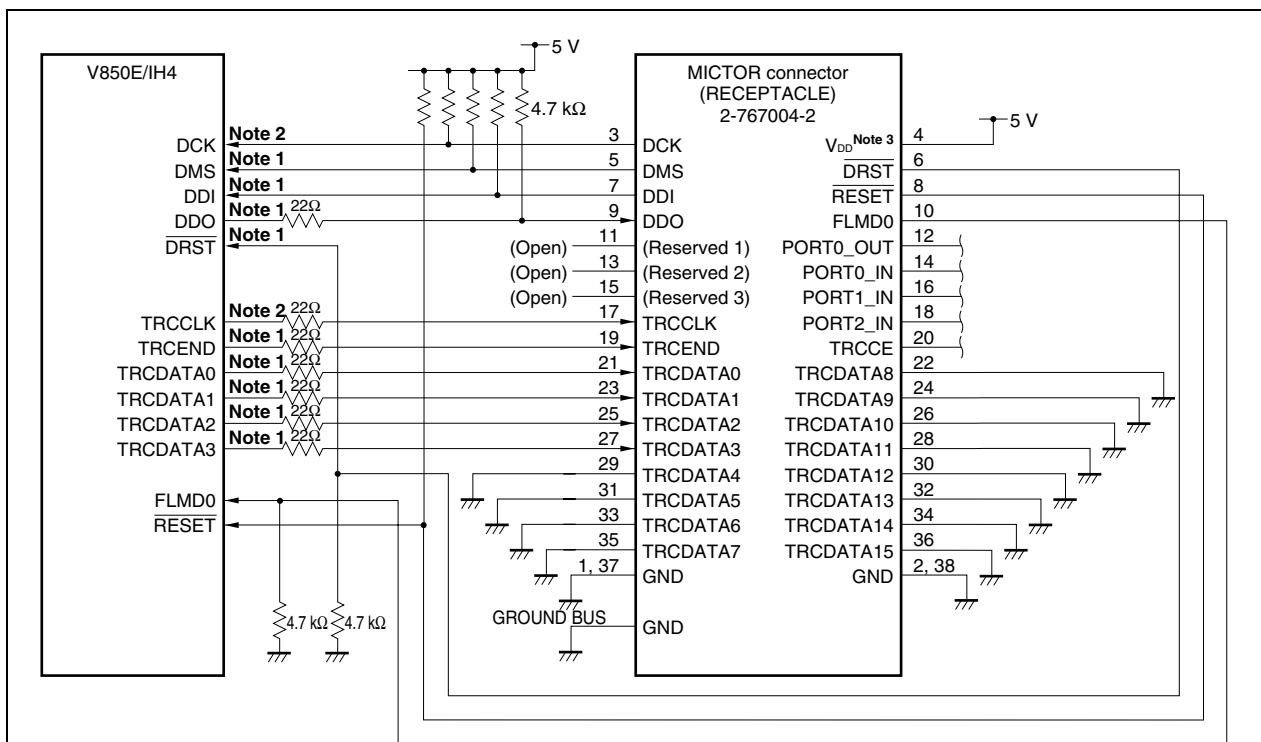 5 V
V850E/IH4
MICTOR connector
(RECEPTACLE)
2-767004-2
4.7 kΩ
5 V
DCK Note 2 3 DCK VDD Note 3 4
DMS Note 1 5 DMS DRST 6
DDI Note 1 7 DDI RESET 8
DDO Note 1 22Ω 9 DDO FLMD0 10
DRST Note 1 (Open) 11 (Reserved 1) PORT0_OUT 12
(Open) 13 (Reserved 2) PORT0_IN 14
(Open) 15 (Reserved 3) PORT1_IN 16
TRCCLK Note 2 22Ω 17 TRCCLK PORT2_IN 18
TRCEND Note 1 22Ω 19 TRCEND TRCCE 20
TRCDATA0 Note 1 22Ω 21 TRCDATA0 TRCDATA8 22
TRCDATA1 Note 1 22Ω 23 TRCDATA1 TRCDATA9 24
TRCDATA2 Note 1 22Ω 25 TRCDATA2 TRCDATA10 26
TRCDATA3 Note 1 22Ω 27 TRCDATA3 TRCDATA11 28
29 TRCDATA4 TRCDATA12 30
FLMD0 31 TRCDATA5 TRCDATA13 32
RESET 33 TRCDATA6 TRCDATA14 34
35 TRCDATA7 TRCDATA15 36
1, 37 GND GND 2, 38
4.7 kΩ 4.7 kΩ GROUND BUS GND